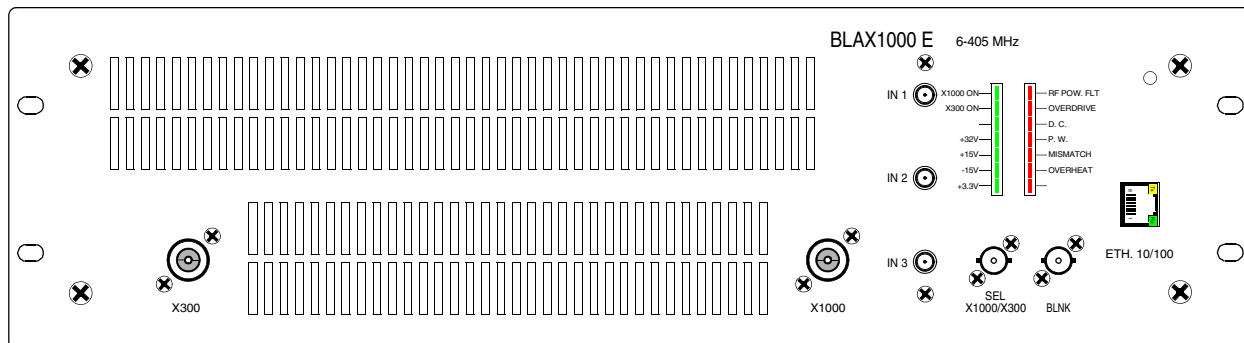 BLAX1000 E 6-405 MHz
IN 1
X1000 ON
RF POW. FLT
X300 ON
OVERDRIVE
D. C.
+32V
P. W.
+15V
MISMATCH
IN 2
-15V
OVERHEAT
+3.3V
ETH. 10/100
IN 3
X300
X1000
SEL
X1000/X300
BLNK